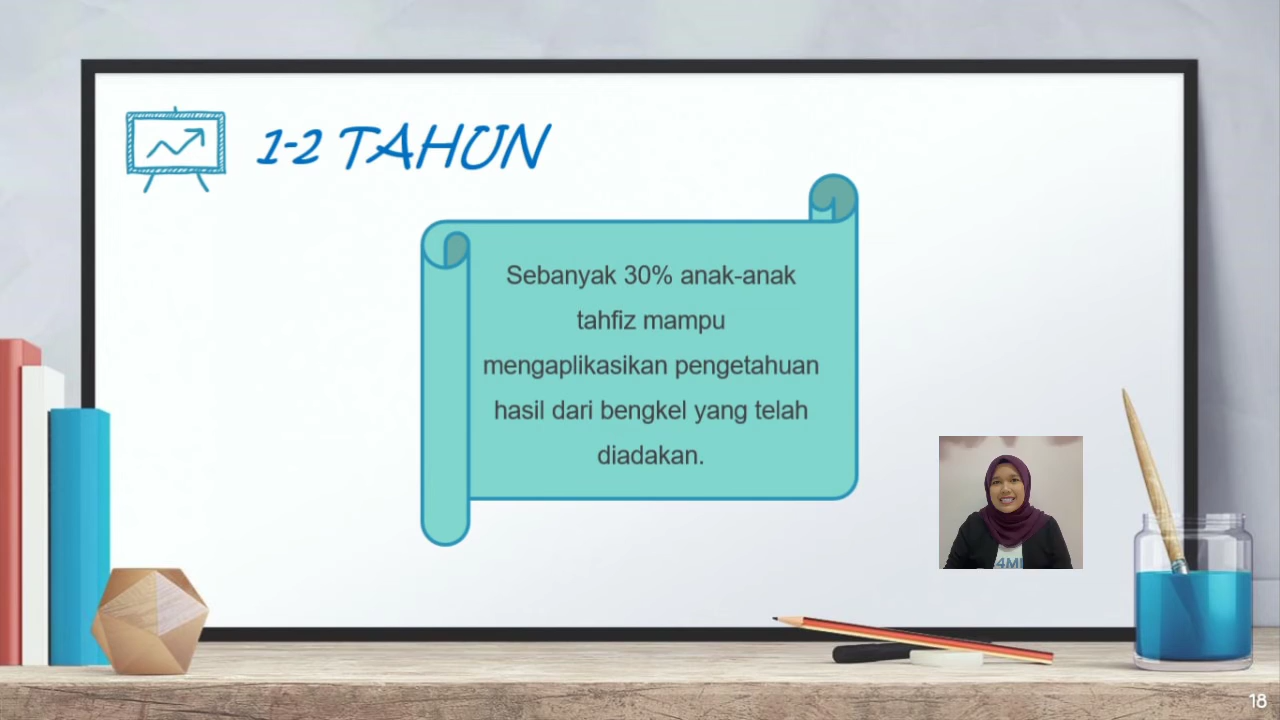 1-2 TAHUN
Sebanyak 30% anak-anak
tahfiz mampu
mengaplikasikan pengetahuan
hasil dari bengkel yang telah
diadakan.
18